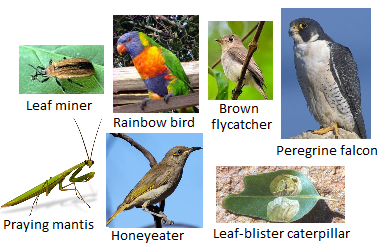 Leaf miner
Rainbow bird
Brown
flycatcher
Peregrine falcon
Praying mantis
Honeyeater
Leaf-blister caterpillar